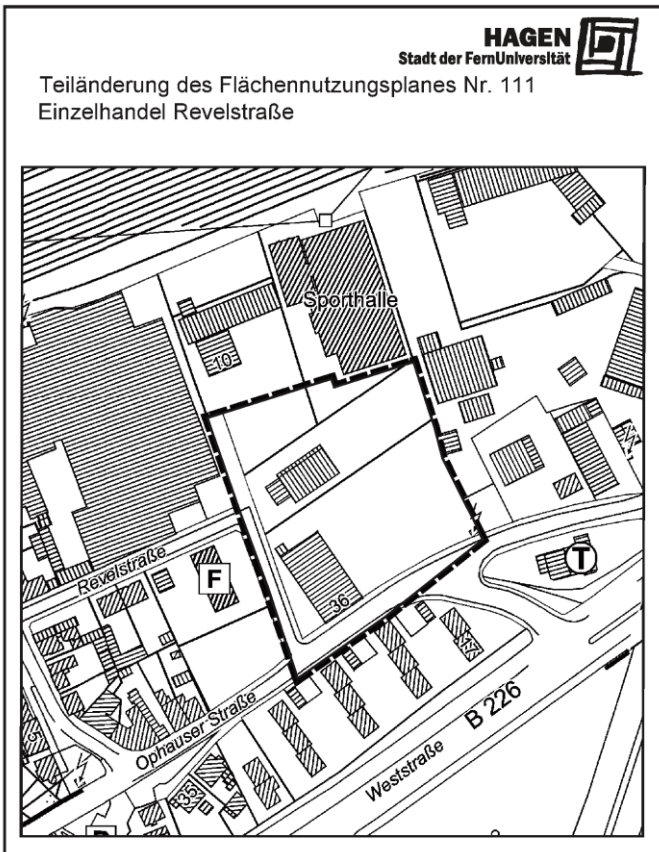 HAGEN
Stadt der FernUniversität
Teiländerung des Flächennutzungsplanes Nr. 111
Einzelhandel Revelstraße
Sporthalle
10
Revelstraße
F
T
36
Ophauser Straße
B 226
Weststraße
35
5